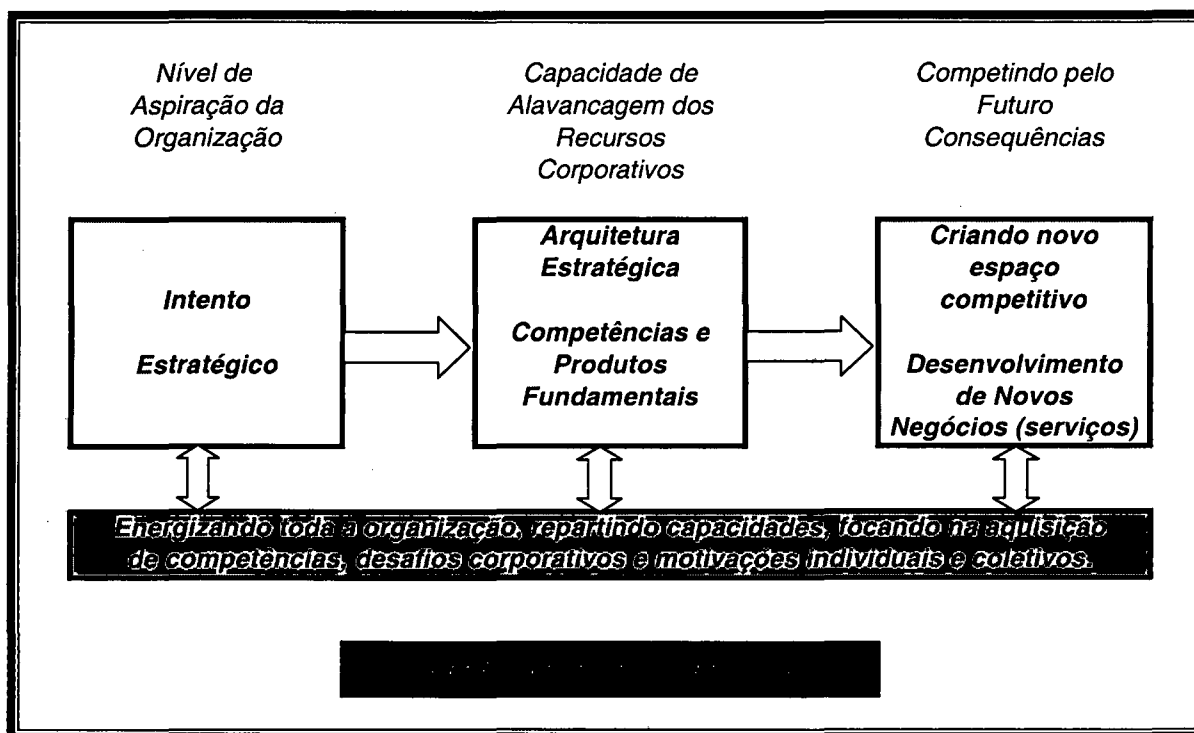 Nível de
Aspiração da
Organização
Capacidade de
Alavancagem dos
Recursos
Corporativos
Competindo pelo
Futuro
Consequências
Intento
Estratégico
Arquitetura
Estratégica
Competências e
Produtos
Fundamentais
Criando novo
espaço
competitivo
Desenvolvimento
de Novos
Negócios (serviços)
Energizando toda a organização, repartindo capacidades, focando na aquisição
de competências, desafios corporativos e motivações individuais e coletivos.